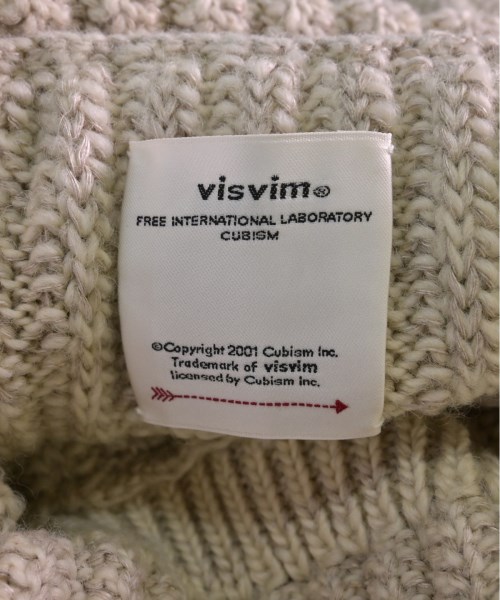 visvim®
FREE INTERNATIONAL LABORATORY
CUBISM
©Copyright 2001 Cubism Inc.
Trademark of visvim
licensed by Cubism Inc.